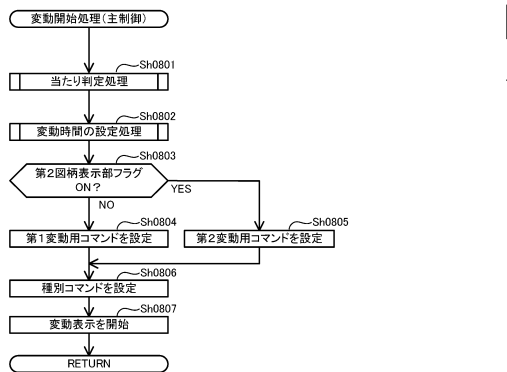 変動開始処理(主制御)
Sh0801
当たり判定処理
Sh0802
変動時間の設定処理
Sh0803
第2図柄表示部フラグ
ON?
YES
NO
Sh0804
第1変動用コマンドを設定
Sh0805
第2変動用コマンドを設定
Sh0806
種別コマンドを設定
Sh0807
変動表示を開始
RETURN